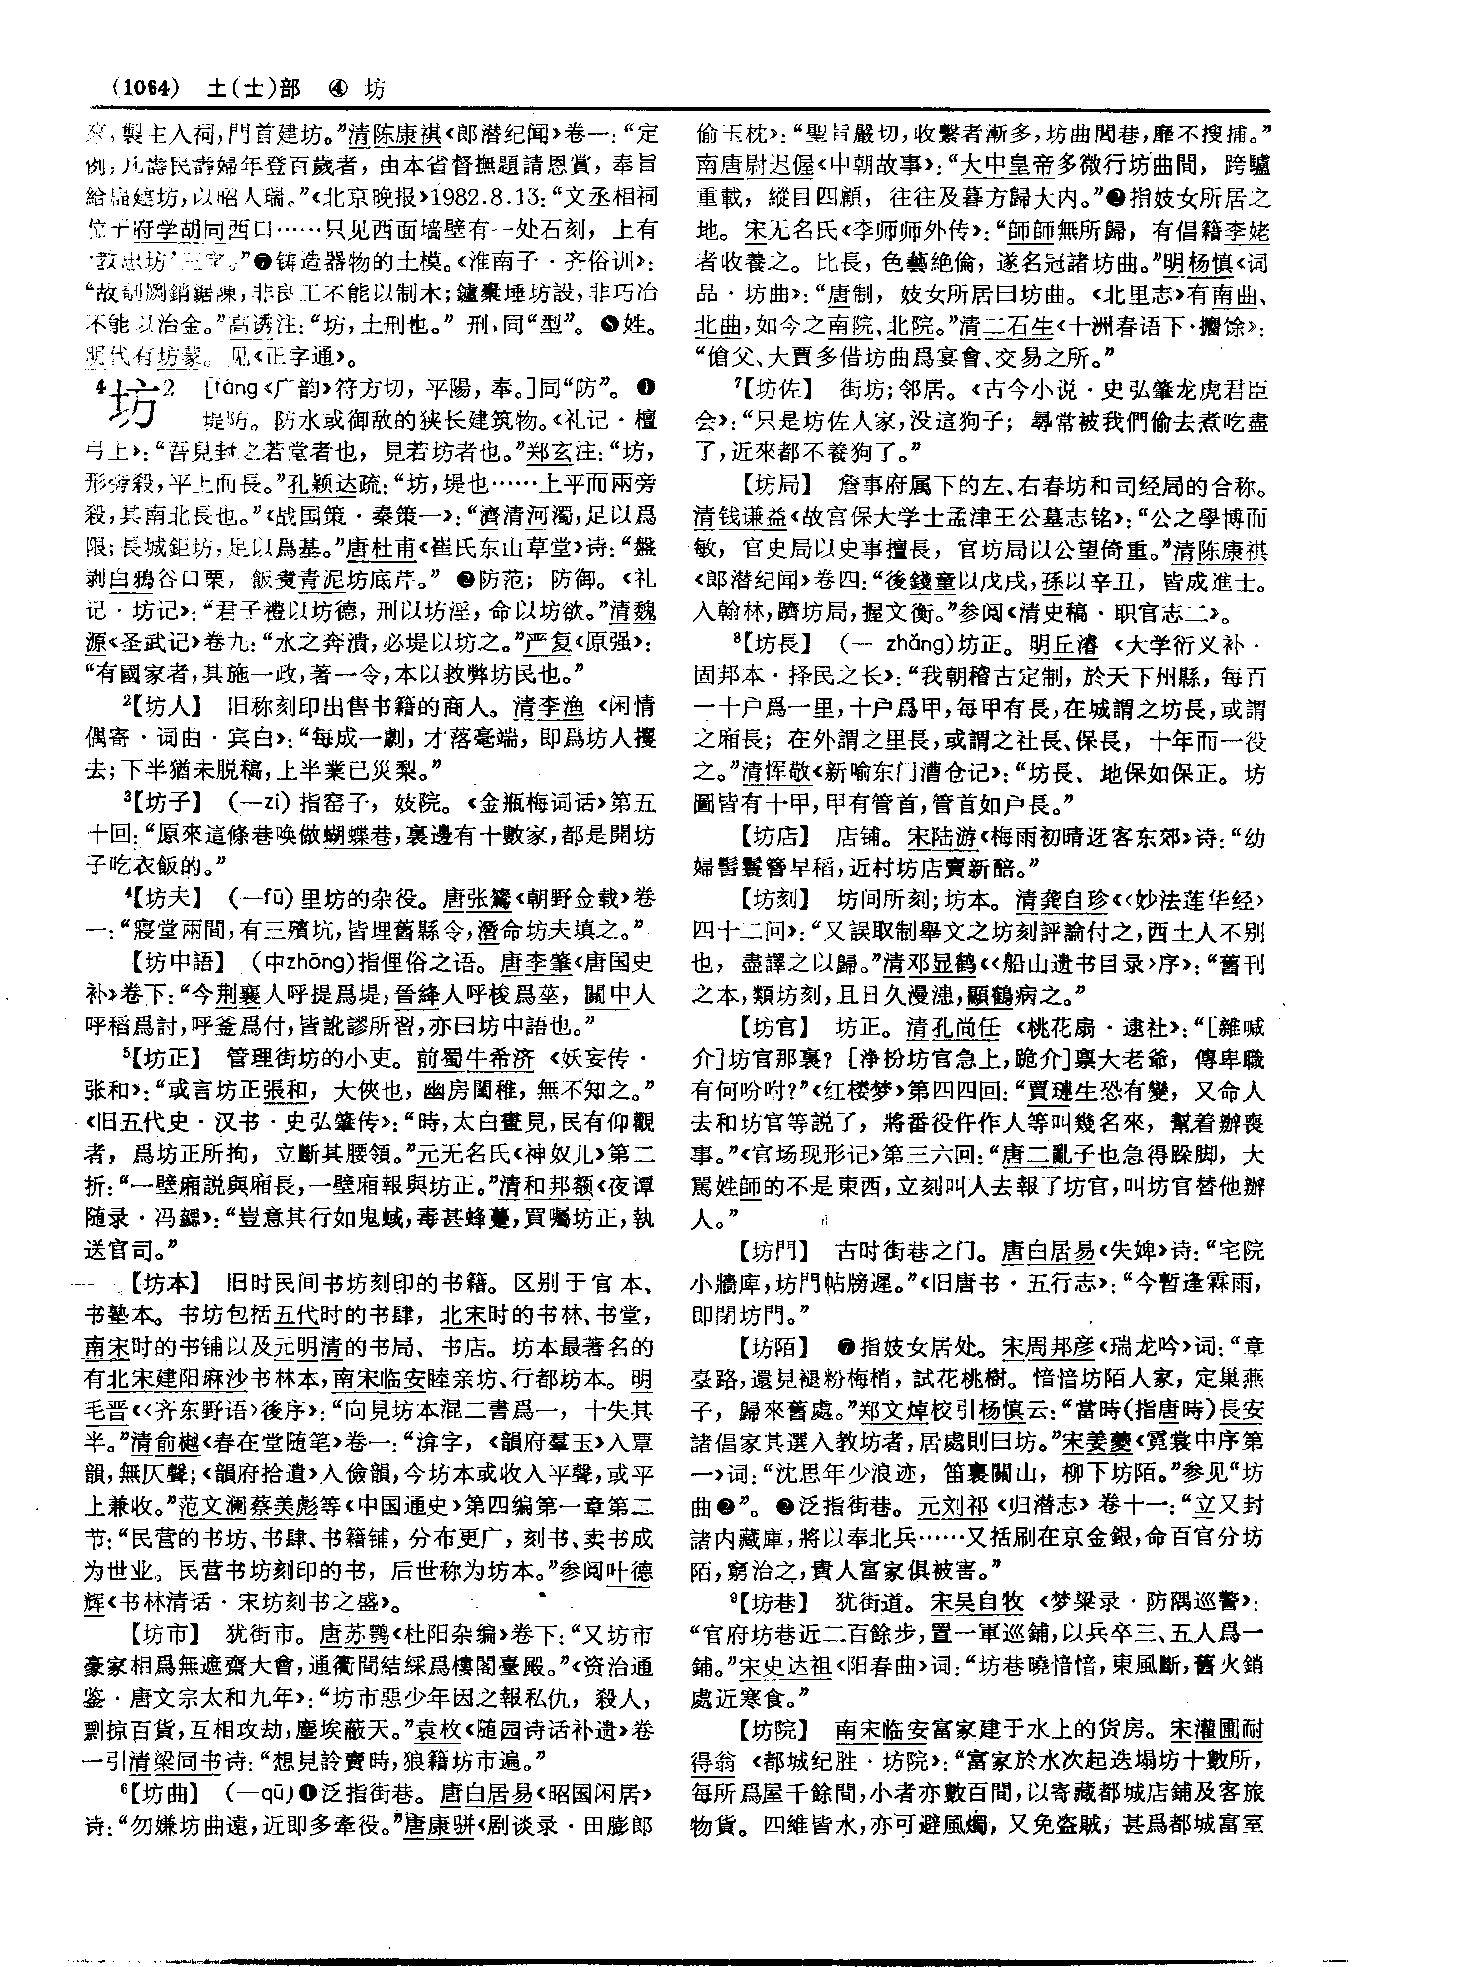 (1064) 土(士)部 ④ 坊
,製主入祠,門首建坊。”清陈康祺《郎潜纪闻》卷一:“定
例,凡壽民壽婦年登百歲者,由本省督撫題請恩賞,奉旨
給扁建坊,以昭人瑞。”《北京晚报》1982.8.13:“文丞相祠
位于府学胡同西口……只见西面墙壁有一处石刻,上有
‘教忠坊’三字。”❼铸造器物的土模。《淮南子·齐俗训》:
“故剞劂銷鋸陳,非良工不能以制木;鑪橐埵坊設,非巧冶
不能以治金。”高诱注:“坊,土刑也。”刑,同“型”。❽姓。
明代有坊蒙。见《正字通》。
4坊2 [fáng《广韵》符方切,平陽,奉。]同“防”。❶
堤防。防水或御敌的狭长建筑物。《礼记·檀
弓上》:“吾見封之若堂者也,見若坊者也。”郑玄注:“坊,
形旁殺,平上而長。”孔颖达疏:“坊,堤也……上平而兩旁
殺,其南北長也。”《战国策·秦策一》:“濟清河濁,足以爲
限;長城鉅坊,足以爲基。”唐杜甫《崔氏东山草堂》诗:“盤
剥白鴉谷口栗,飯煮青泥坊底芹。”❷防范;防御。《礼
记·坊记》:“君子禮以坊德,刑以坊淫,命以坊欲。”清魏
源《圣武记》卷九:“水之奔潰,必堤以坊之。”严复《原强》:
“有國家者,其施一政,著一令,本以救弊坊民也。”
2【坊人】 旧称刻印出售书籍的商人。清李渔《闲情
偶寄·词曲·宾白》:“每成一劇,才落毫端,即爲坊人攫
去;下半猶未脱稿,上半業已災梨。”
3【坊子】 (—zi)指窑子,妓院。《金瓶梅词话》第五
十回:“原來這條巷唤做蝴蝶巷,裏邊有十數家,都是開坊
子吃衣飯的。”
4【坊夫】 (—fū)里坊的杂役。唐张鷟《朝野佥载》卷
一:“寢堂兩間,有三殯坑,皆埋舊縣令,潛命坊夫填之。”
【坊中語】 (中zhōng)指俚俗之语。唐李肇《唐国史
补》卷下:“今荆襄人呼提爲堤;晉絳人呼梭爲莝,關中人
呼稻爲討,呼釜爲付,皆訛謬所習,亦曰坊中語也。”
5【坊正】 管理街坊的小吏。前蜀牛希济《妖妄传·
张和》:“或言坊正張和,大俠也,幽房閨稚,無不知之。”
《旧五代史·汉书·史弘肇传》:“時,太白晝見,民有仰觀
者,爲坊正所拘,立斷其腰領。”元无名氏《神奴儿》第二
折:“一壁廂説與廂長,一壁廂報與坊正。”清和邦额《夜谭
随录·冯勰》:“豈意其行如鬼蜮,毒甚蜂蠆,買囑坊正,執
送官司。”
【坊本】 旧时民间书坊刻印的书籍。区别于官本、
书塾本。书坊包括五代时的书肆,北宋时的书林、书堂,
南宋时的书铺以及元明清的书局、书店。坊本最著名的
有北宋建阳麻沙书林本,南宋临安睦亲坊、行都坊本。明
毛晋《〈齐东野语〉後序》:“向見坊本混二書爲一,十失其
半。”清俞樾《春在堂随笔》卷一:“渰字,《韻府羣玉》入覃
韻,無仄聲;《韻府拾遺》入儉韻,今坊本或收入平聲,或平
上兼收。”范文澜蔡美彪等《中国通史》第四编第一章第二
节:“民营的书坊、书肆、书籍铺,分布更广,刻书、卖书成
为世业。民营书坊刻印的书,后世称为坊本。”参阅叶德
辉《书林清话·宋坊刻书之盛》。
【坊市】 犹街市。唐苏鹗《杜阳杂编》卷下:“又坊市
豪家相爲無遮齋大會,通衢間結綵爲樓閣臺殿。”《资治通
鉴·唐文宗太和九年》:“坊市惡少年因之報私仇,殺人,
剽掠百貨,互相攻劫,塵埃蔽天。”袁枚《随园诗话补遗》卷
一引清梁同书诗:“想見詅賣時,狼籍坊市遍。”
6【坊曲】 (—qū)❶泛指街巷。唐白居易《昭国闲居》
诗:“勿嫌坊曲遠,近即多牽役。”唐康骈《剧谈录·田膨郎
偷玉枕》:“聖旨嚴切,收繫者漸多,坊曲閭巷,靡不搜捕。”
南唐尉迟偓《中朝故事》:“大中皇帝多微行坊曲間,跨驢
重載,縱目四顧,往往及暮方歸大内。”❷指妓女所居之
地。宋无名氏《李师师外传》:“師師無所歸,有倡籍李姥
者收養之。比長,色藝絶倫,遂名冠諸坊曲。”明杨慎《词
品·坊曲》:“唐制,妓女所居曰坊曲。《北里志》有南曲、
北曲,如今之南院、北院。”清二石生《十洲春语下·攟馀》:
“傖父、大賈多借坊曲爲宴會、交易之所。”
7【坊佐】 街坊;邻居。《古今小说·史弘肇龙虎君臣
会》:“只是坊佐人家,没這狗子;尋常被我們偷去煮吃盡
了,近來都不養狗了。”
【坊局】 詹事府属下的左、右春坊和司经局的合称。
清钱谦益《故宫保大学士孟津王公墓志铭》:“公之學博而
敏,官史局以史事擅長,官坊局以公望倚重。”清陈康祺
《郎潜纪闻》卷四:“後錢童以戊戌,孫以辛丑,皆成進士。
入翰林,躋坊局,握文衡。”参阅《清史稿·职官志二》。
8【坊長】 (— zhǎng)坊正。明丘濬《大学衍义补·
固邦本·择民之长》:“我朝稽古定制,於天下州縣,每百
一十户爲一里,十户爲甲,每甲有長,在城謂之坊長,或謂
之廂長;在外謂之里長,或謂之社長、保長,十年而一役
之。”清恽敬《新喻东门漕仓记》:“坊長、地保如保正。坊
圖皆有十甲,甲有管首,管首如户長。”
【坊店】 店铺。宋陆游《梅雨初晴迓客东郊》诗:“幼
婦髻鬟簪早稻,近村坊店賣新醅。”
【坊刻】 坊间所刻;坊本。清龚自珍《〈妙法莲华经〉
四十二问》:“又誤取制舉文之坊刻評論付之,西土人不别
也,盡譯之以歸。”清邓显鹤《〈船山遗书目录〉序》:“舊刊
之本,類坊刻,且日久漫漶,顯鶴病之。”
【坊官】 坊正。清孔尚任《桃花扇·逮社》:“[雜喊
介]坊官那裏?[净扮坊官急上,跪介]禀大老爺,傳卑職
有何吩咐?”《红楼梦》第四四回:“賈璉生恐有變,又命人
去和坊官等説了,將番役仵作人等叫幾名來,幫着辦喪
事。”《官场现形记》第三六回:“唐二亂子也急得跺脚,大
駡姓師的不是東西,立刻叫人去報了坊官,叫坊官替他辦
人。”
【坊門】 古时街巷之门。唐白居易《失婢》诗:“宅院
小牆庫,坊門帖牓遲。”《旧唐书·五行志》:“今暫逢霖雨,
即閉坊門。”
【坊陌】 ❶指妓女居处。宋周邦彦《瑞龙吟》词:“章
臺路,還見褪粉梅梢,試花桃樹。愔愔坊陌人家,定巢燕
子,歸來舊處。”郑文焯校引杨慎云:“當時(指唐時)長安
諸倡家其選入教坊者,居處則曰坊。”宋姜夔《霓裳中序第
一》词:“沈思年少浪迹,笛裏關山,柳下坊陌。”参见“坊
曲❷”。❷泛指街巷。元刘祁《归潜志》卷十一:“立又封
諸内藏庫,將以奉北兵……又括刷在京金銀,命百官分坊
陌,窮治之,貴人富家俱被害。”
9【坊巷】 犹街道。宋吴自牧《梦粱录·防隅巡警》:
“官府坊巷近二百餘步,置一軍巡鋪,以兵卒三、五人爲一
鋪。”宋史达祖《阳春曲》词:“坊巷曉愔愔,東風斷,舊火銷
處近寒食。”
【坊院】 南宋临安富家建于水上的货房。宋灌圃耐
得翁《都城纪胜·坊院》:“富家於水次起迭塌坊十數所,
每所爲屋千餘間,小者亦數百間,以寄藏都城店鋪及客旅
物貨。四維皆水,亦可避風燭,又免盜賊,甚爲都城富室